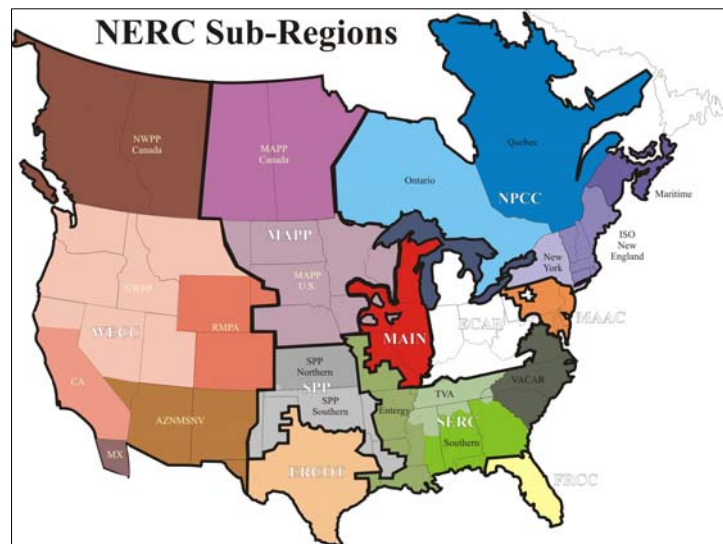 NERC Sub-Regions
NWPP
Canada
MAPP
Canada
Quebec
Ontario
NPCC
Maritime
ISO
New
England
New
York
MAPP
MAPP
U.S.
NWPP
WECC
RMPA
MAIN
ECAR
MAAC
CA
AZNMSNV
MX
SPP
Northern
SPP
SPP
Southern
ERCOT
Entergy
TVA
VACAR
SERC
Southern
FRCC